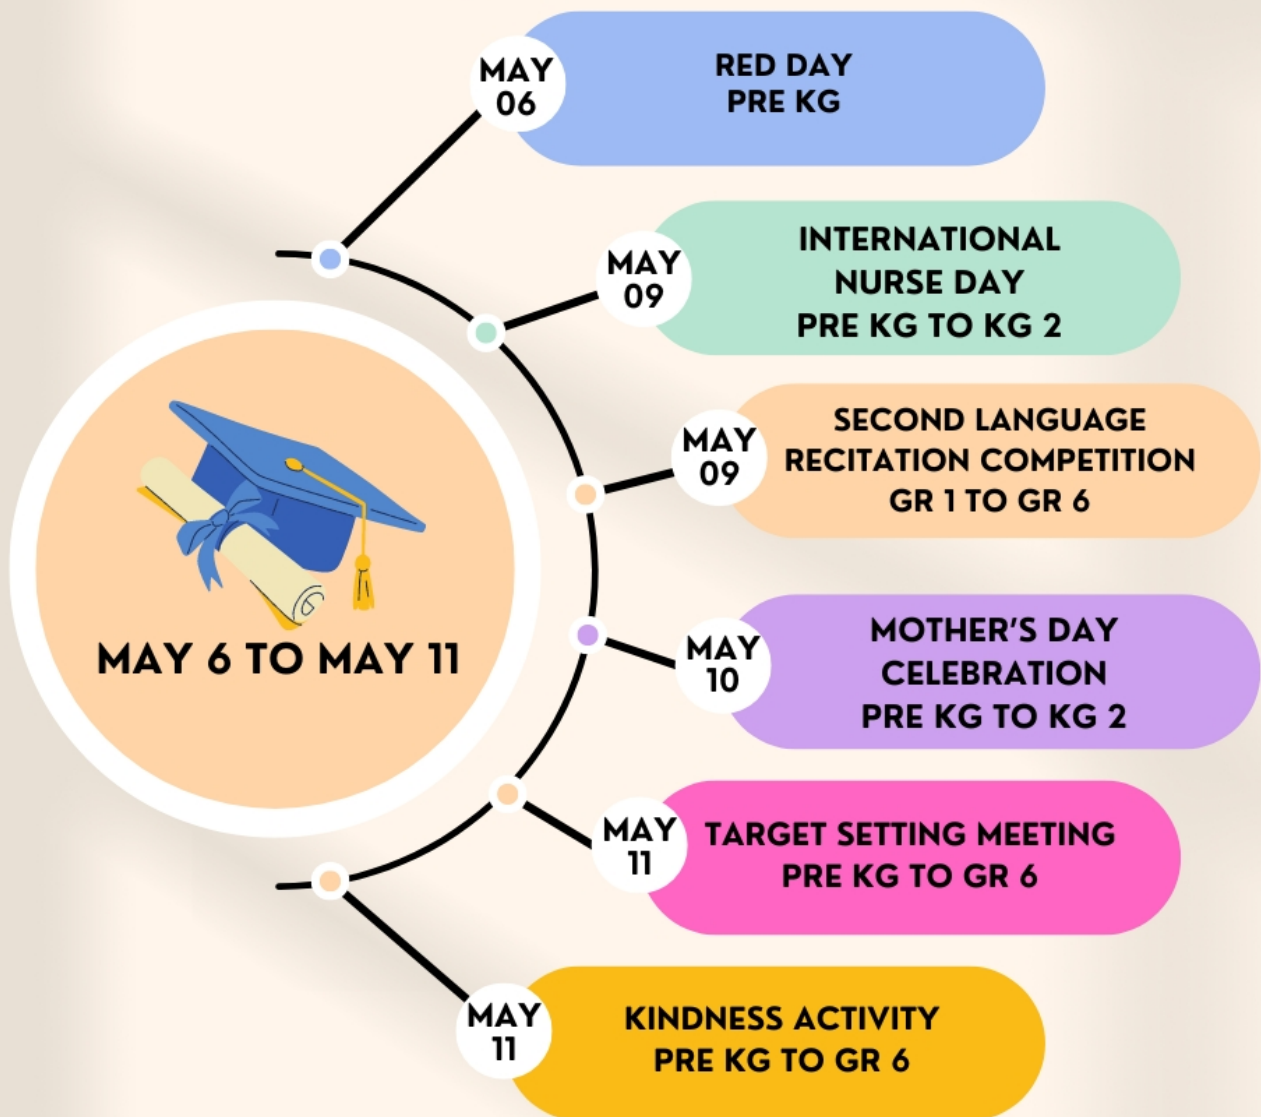 MAY
06
RED DAY
PRE KG
MAY
09
INTERNATIONAL
NURSE DAY
PRE KG TO KG 2
MAY
09
SECOND LANGUAGE
RECITATION COMPETITION
GR 1 TO GR 6
MAY 6 TO MAY 11
MAY
10
MOTHER'S DAY
CELEBRATION
PRE KG TO KG 2
MAY
11
TARGET SETTING MEETING
PRE KG TO GR 6
MAY
11
KINDNESS ACTIVITY
PRE KG TO GR 6